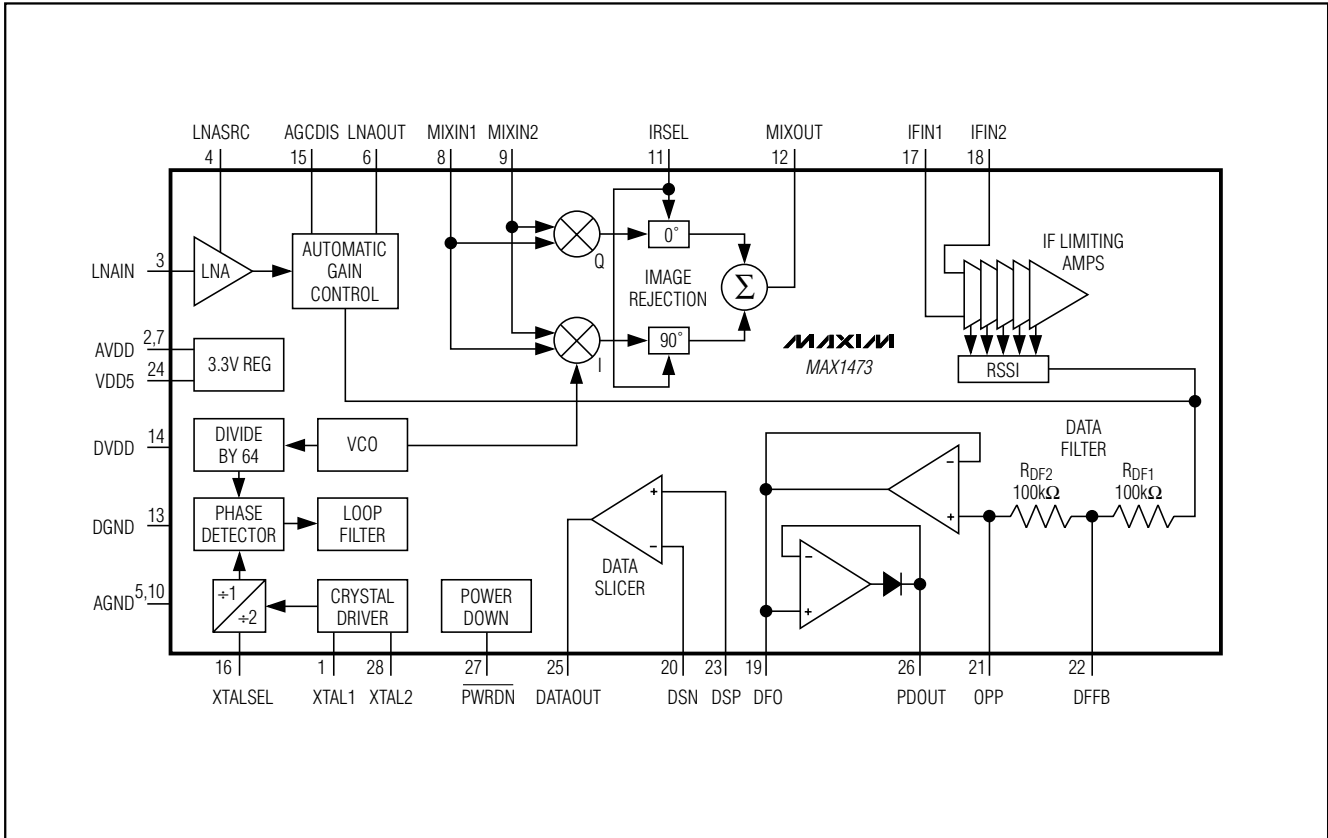 LNASRC AGCDIS LNAOUT MIXIN1 MIXIN2 IRSEL MIXOUT IFIN1 IFIN2
4 15 6 8 9 11 12 17 18
LNAIN 3
LNA
AUTOMATIC
GAIN
CONTROL
Q
0°
IMAGE
REJECTION
Σ
IF LIMITING
AMPS
I
90°
MAXIM
MAX1473
RSSI
AVDD 2,7
VDD5 24
3.3V REG
DVDD 14
DIVIDE
BY 64
VCO
DATA
FILTER
RDF2
100kΩ
RDF1
100kΩ
DGND 13
PHASE
DETECTOR
LOOP
FILTER
+
−
DATA
SLICER
−
+
−
+
AGND 5,10
÷1
÷2
CRYSTAL
DRIVER
POWER
DOWN
16 1 28 27 25 20 23 19 26 21 22
XTALSEL XTAL1 XTAL2 PWRDN DATAOUT DSN DSP DFO PDOUT OPP DFFB